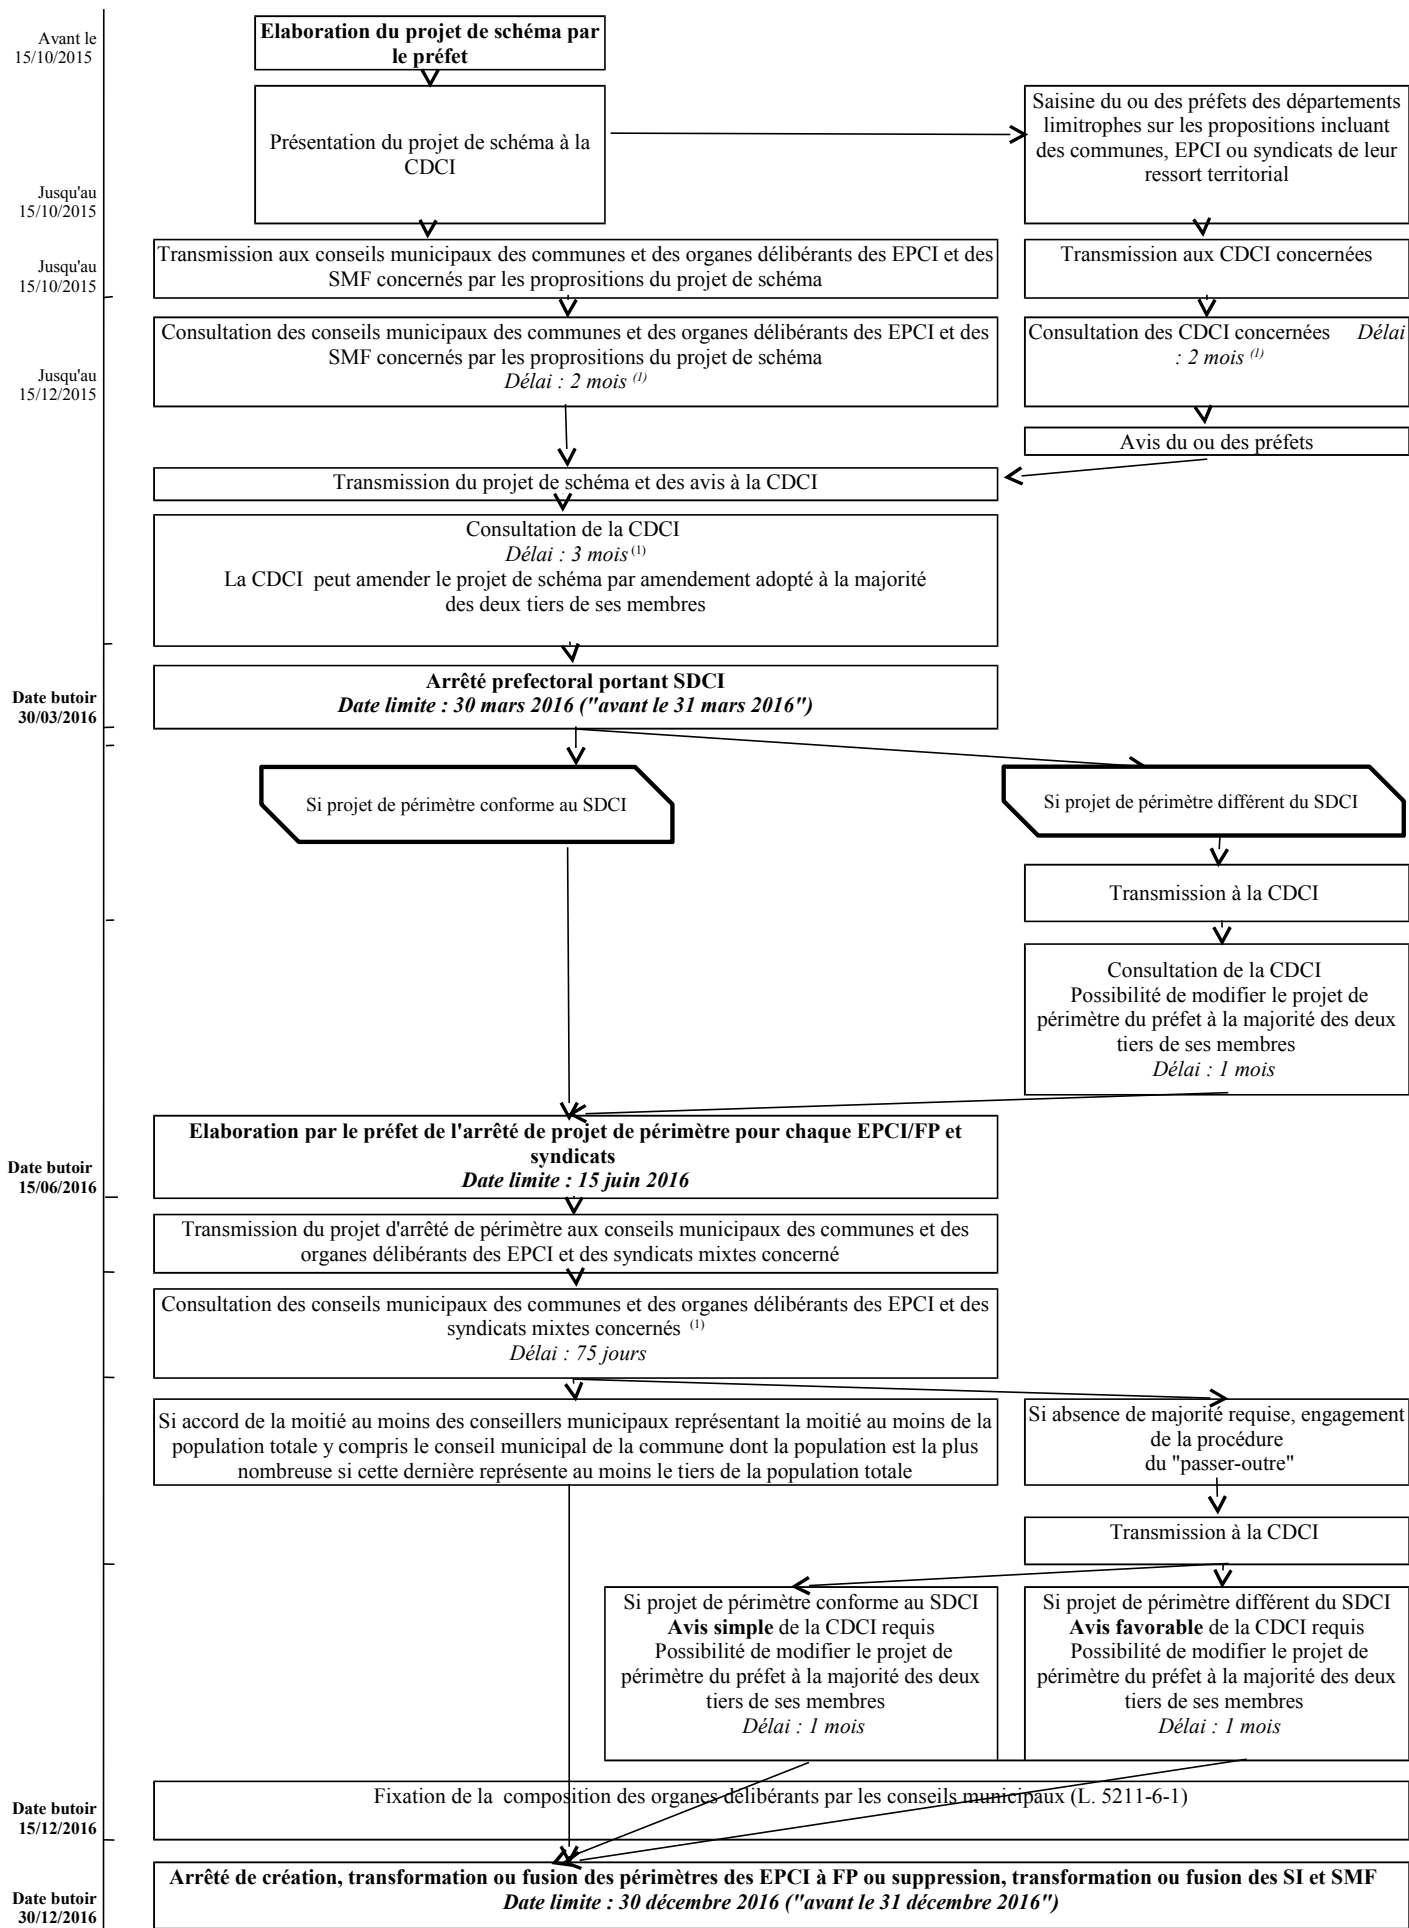 Avant le
15/10/2015
Elaboration du projet de schéma par
le préfet
Présentation du projet de schéma à la
CDCI
Saisine du ou des préfets des départements
limitrophes sur les propositions incluant
des communes, EPCI ou syndicats de leur
ressort territorial
Jusqu'au
15/10/2015
Jusqu'au
15/10/2015
Transmission aux conseils municipaux des communes et des organes délibérants des EPCI et des
SMF concernés par les proprositions du projet de schéma
Transmission aux CDCI concernées
Jusqu'au
15/12/2015
Consultation des conseils municipaux des communes et des organes délibérants des EPCI et des
SMF concernés par les proprositions du projet de schéma
Délai : 2 mois (1)
Consultation des CDCI concernées Délai
: 2 mois (1)
Avis du ou des préfets
Transmission du projet de schéma et des avis à la CDCI
Consultation de la CDCI
Délai : 3 mois (1)
La CDCI peut amender le projet de schéma par amendement adopté à la majorité
des deux tiers de ses membres
Date butoir
30/03/2016
Arrêté prefectoral portant SDCI
Date limite : 30 mars 2016 ("avant le 31 mars 2016")
Si projet de périmètre conforme au SDCI
Si projet de périmètre différent du SDCI
Transmission à la CDCI
Consultation de la CDCI
Possibilité de modifier le projet de
périmètre du préfet à la majorité des deux
tiers de ses membres
Délai : 1 mois
Date butoir
15/06/2016
Elaboration par le préfet de l'arrêté de projet de périmètre pour chaque EPCI/FP et
syndicats
Date limite : 15 juin 2016
Transmission du projet d'arrêté de périmètre aux conseils municipaux des communes et des
organes délibérants des EPCI et des syndicats mixtes concerné
Consultation des conseils municipaux des communes et des organes délibérants des EPCI et des
syndicats mixtes concernés (1)
Délai : 75 jours
Si accord de la moitié au moins des conseillers municipaux représentant la moitié au moins de la
population totale y compris le conseil municipal de la commune dont la population est la plus
nombreuse si cette dernière représente au moins le tiers de la population totale
Si absence de majorité requise, engagement
de la procédure
du "passer-outre"
Transmission à la CDCI
Si projet de périmètre conforme au SDCI
Avis simple de la CDCI requis
Possibilité de modifier le projet de
périmètre du préfet à la majorité des deux
tiers de ses membres
Délai : 1 mois
Si projet de périmètre différent du SDCI
Avis favorable de la CDCI requis
Possibilité de modifier le projet de
périmètre du préfet à la majorité des deux
tiers de ses membres
Délai : 1 mois
Date butoir
15/12/2016
Fixation de la composition des organes délibérants par les conseils municipaux (L. 5211-6-1)
Date butoir
30/12/2016
Arrêté de création, transformation ou fusion des périmètres des EPCI à FP ou suppression, transformation ou fusion des SI et SMF
Date limite : 30 décembre 2016 ("avant le 31 décembre 2016")